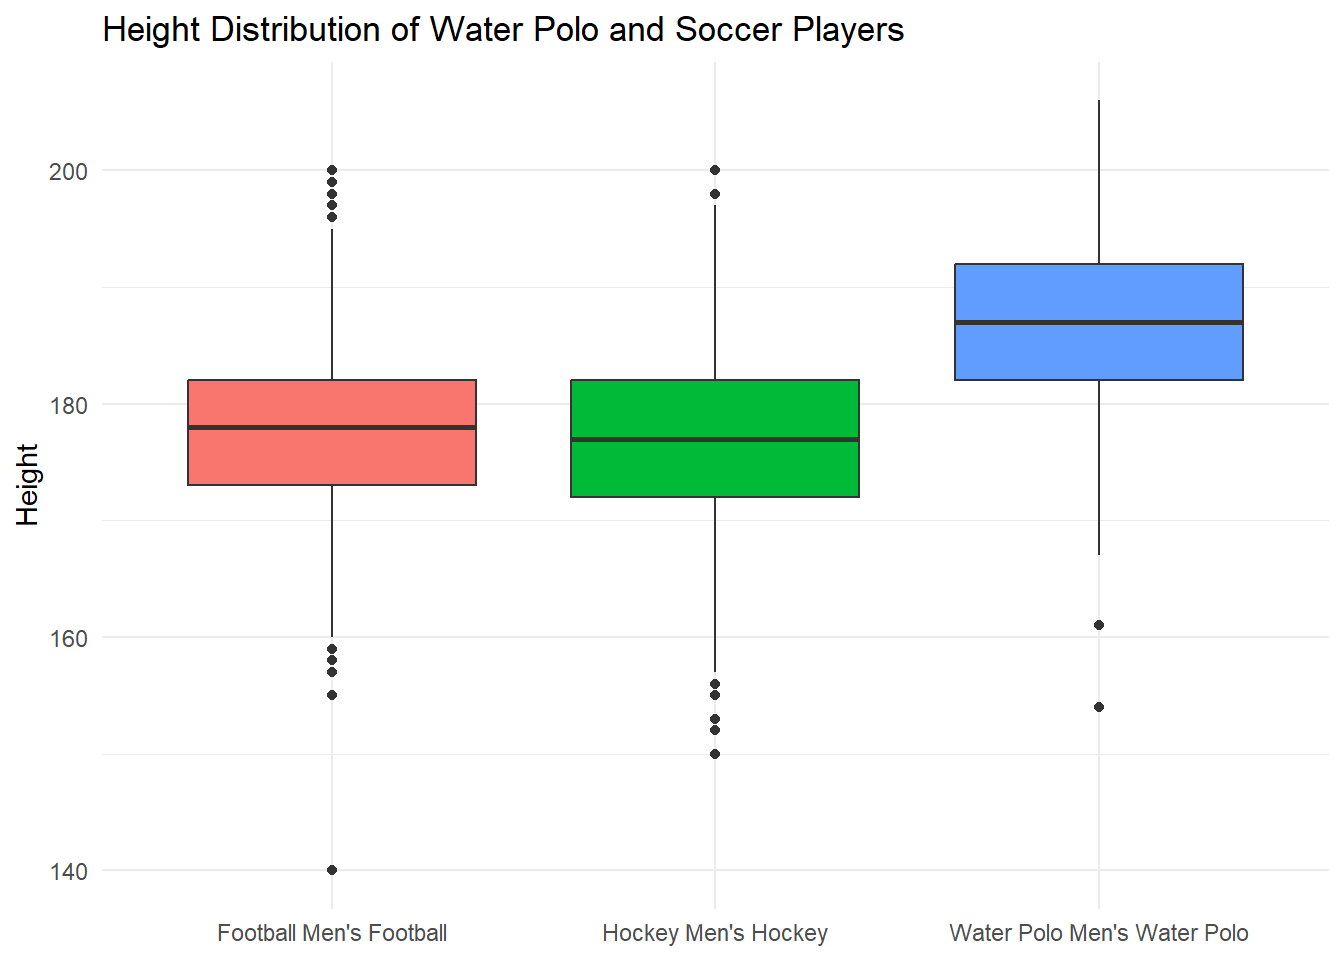 Height Distribution of Water Polo and Soccer Players
Height
200
180
160
140
Football Men's Football
Hockey Men's Hockey
Water Polo Men's Water Polo